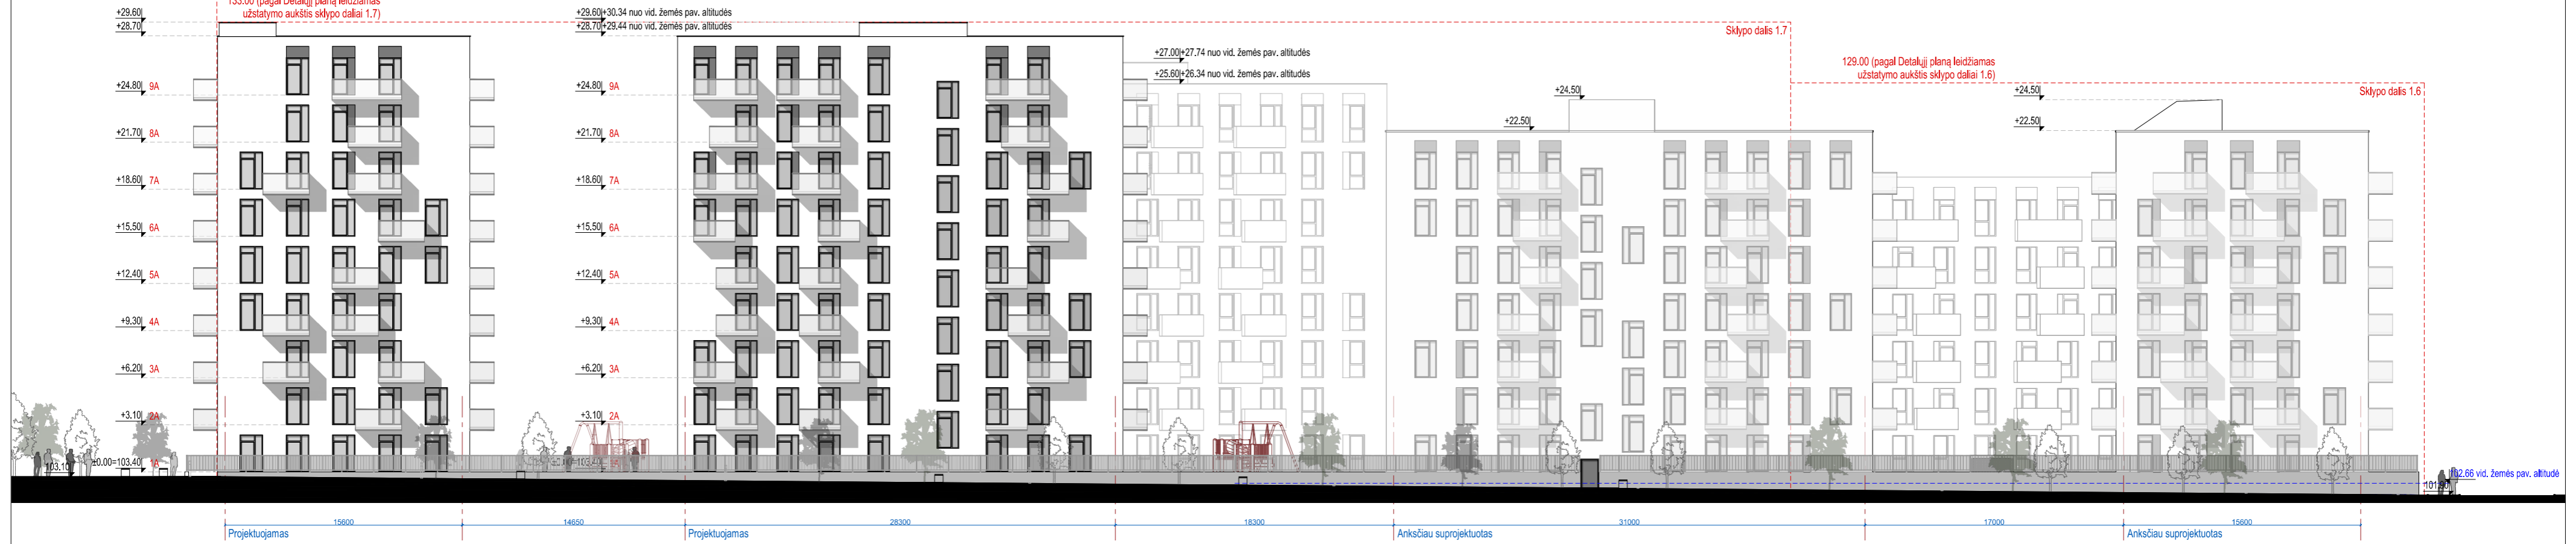 133.00 (pagal Detalųjį planą leidžiamas
užstatymo aukštis sklypo daliai 1.7)
+29.60
+28.70
+24.80 9A
+21.70 8A
+18.60 7A
+15.50 6A
+12.40 5A
+9.30 4A
+6.20 3A
+3.10 2A
±0.00=103.40 1A
103.10
+29.60 +30.34 nuo vid. žemės pav. altitudės
+28.70 +29.44 nuo vid. žemės pav. altitudės
+24.80 9A
+21.70 8A
+18.60 7A
+15.50 6A
+12.40 5A
+9.30 4A
+6.20 3A
+3.10 2A
±0.00=103.40
+27.00 +27.74 nuo vid. žemės pav. altitudės
+25.60 +26.34 nuo vid. žemės pav. altitudės
+24.50
+22.50
Sklypo dalis 1.7
129.00 (pagal Detalųjį planą leidžiamas
užstatymo aukštis sklypo daliai 1.6)
+24.50
+22.50
Sklypo dalis 1.6
102.66 vid. žemės pav. altitudė
101.90
15600
14650
28300
18300
31000
17000
15600
Projektuojamas
Projektuojamas
Anksčiau suprojektuotas
Anksčiau suprojektuotas